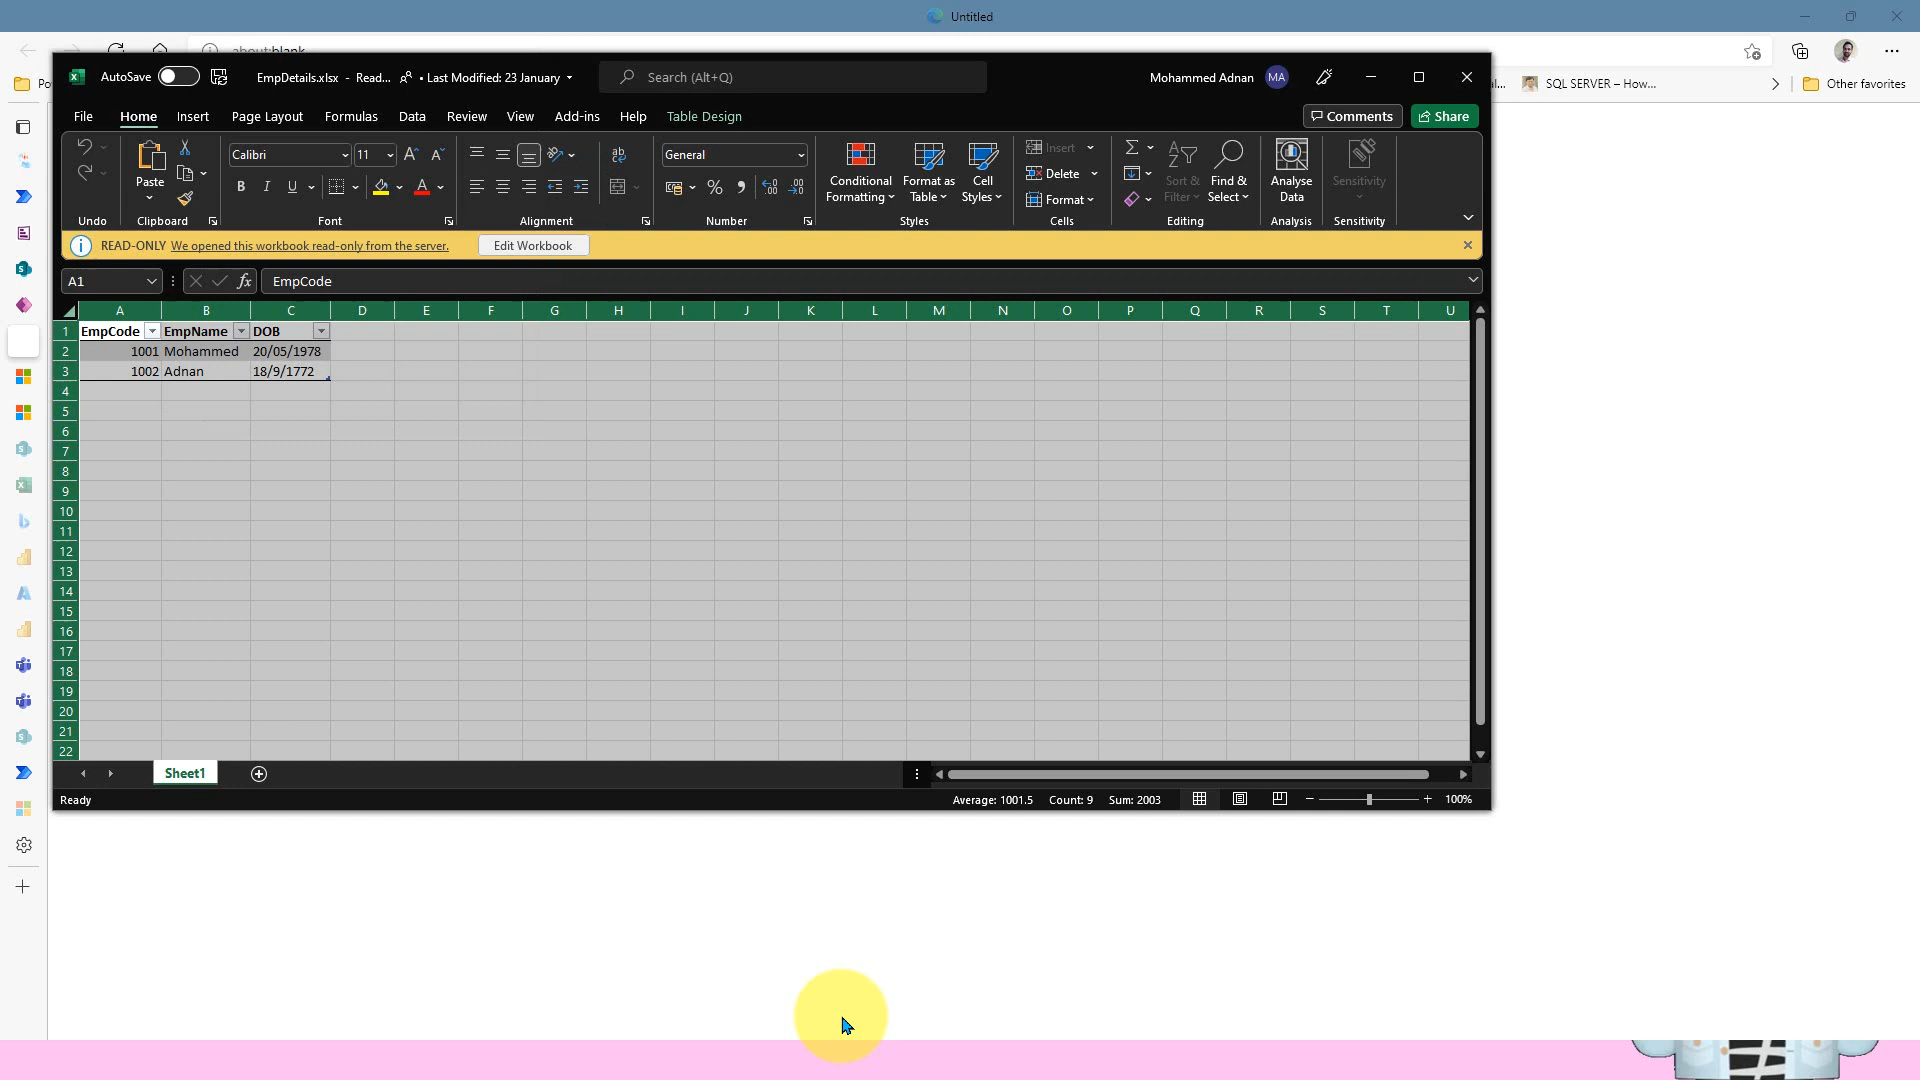 Untitled
about:blank
Po
al...
SQL SERVER – How...
Other favorites
AutoSave
EmpDetails.xlsx - Read... • Last Modified: 23 January
Search (Alt+Q)
Mohammed Adnan MA
File Home Insert Page Layout Formulas Data Review View Add-ins Help Table Design
Comments Share
Paste
Calibri 11
General
Conditional Formatting
Format as Table
Cell Styles
Insert
Delete
Format
Sort & Filter
Find & Select
Analyse Data
Sensitivity
Undo Clipboard Font Alignment Number Styles Cells Editing Analysis Sensitivity
READ-ONLY We opened this workbook read-only from the server. Edit Workbook
A1 fx EmpCode
A B C D E F G H I J K L M N O P Q R S T U
1 EmpCode EmpName DOB
2 1001 Mohammed 20/05/1978
3 1002 Adnan 18/9/1772
4
5
6
7
8
9
10
11
12
13
14
15
16
17
18
19
20
21
22
Sheet1
Ready Average: 1001.5 Count: 9 Sum: 2003 100%